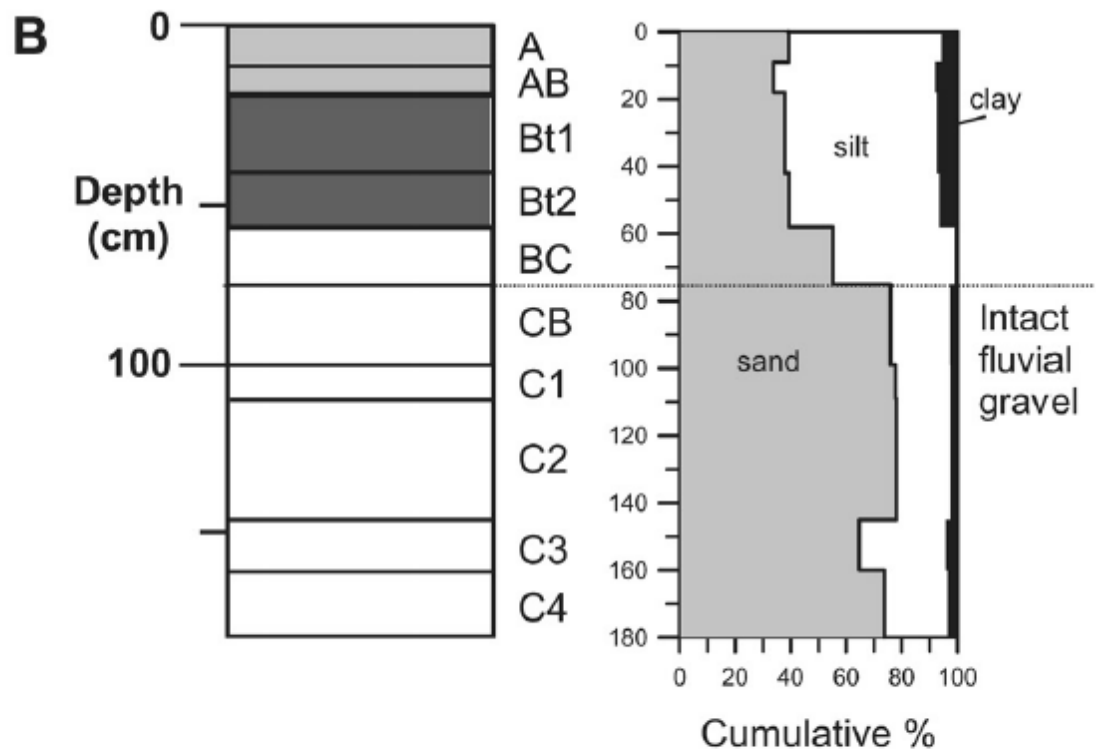 B
0
Depth
(cm)
100
A
AB
Bt1
Bt2
BC
CB
C1
C2
C3
C4
0
20
40
60
80
100
120
140
160
180
silt
clay
sand
Intact
fluvial
gravel
0 20 40 60 80 100
Cumulative %